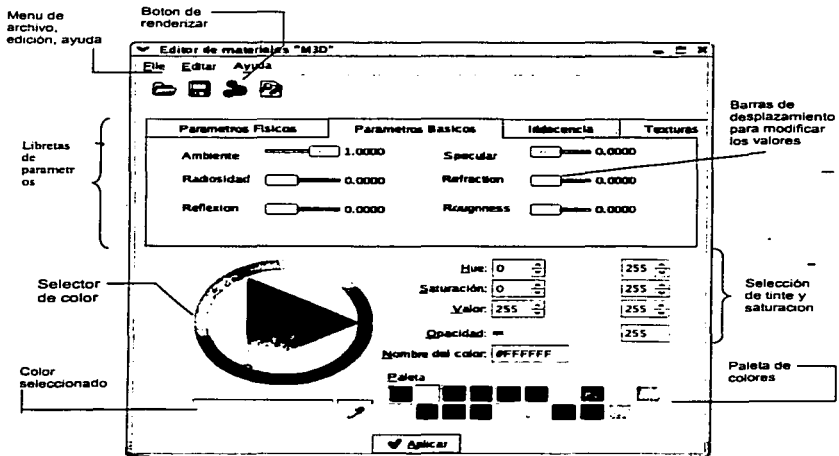 Menu de
archivo,
edición, ayuda
Boton de
renderizar
Editor de materiales "M3D"
File Editar Ayuda
Parametros Fisicos Parametros Basicos Iridiscencia Texturas
Ambiente 1.0000 Specular 0.0000
Radiosidad 0.0000 Refraction 0.0000
Reflexion 0.0000 Roughness 0.0000
Barras de
desplazamiento
para modificar
los valores
Libretas
de
parametr
os
Hue: 0 255
Saturación: 0 255
Valor: 255 255
Opacidad: 255
Nombre del color: #FFFFFF
Paleta
Selector
de color
Selección
de tinte y
saturacion
Color
seleccionado
Paleta de
colores
Aplicar